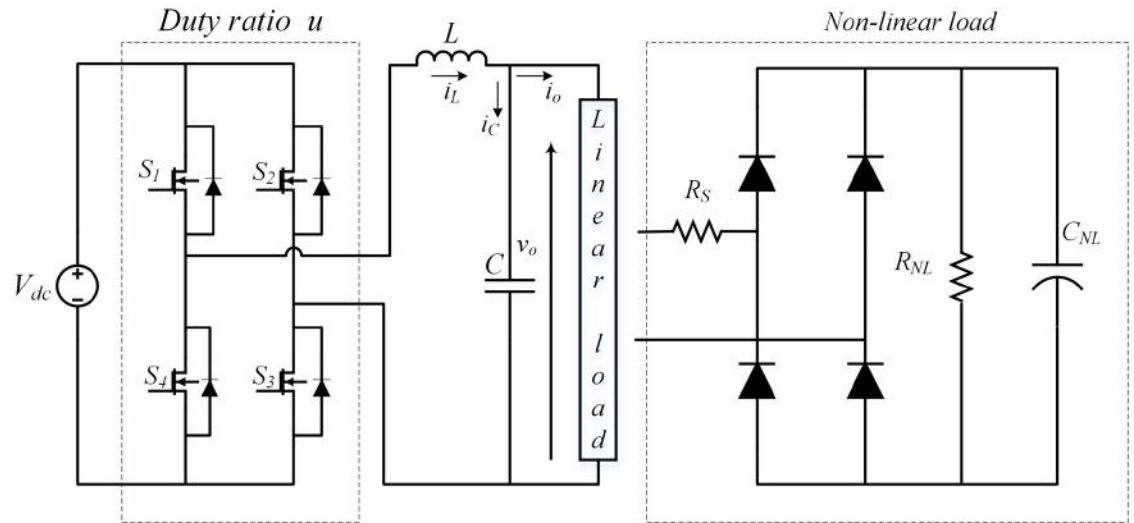 Duty ratio u
Non-linear load
L
i_L
i_o
i_C
S_1
S_2
V_dc
+
−
C
v_o
Linear load
S_4
S_3
R_S
R_NL
C_NL